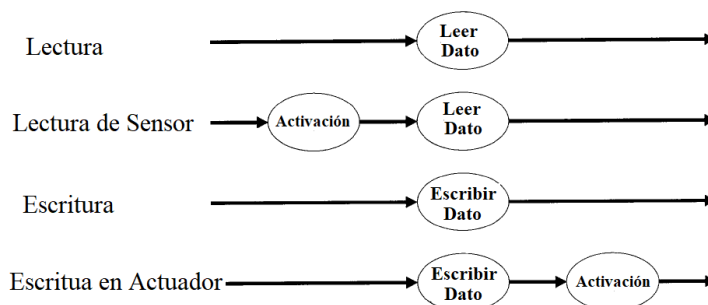 Lectura
Leer
Dato
Lectura de Sensor
Activación
Leer
Dato
Escritura
Escribir
Dato
Escritua en Actuador
Escribir
Dato
Activación